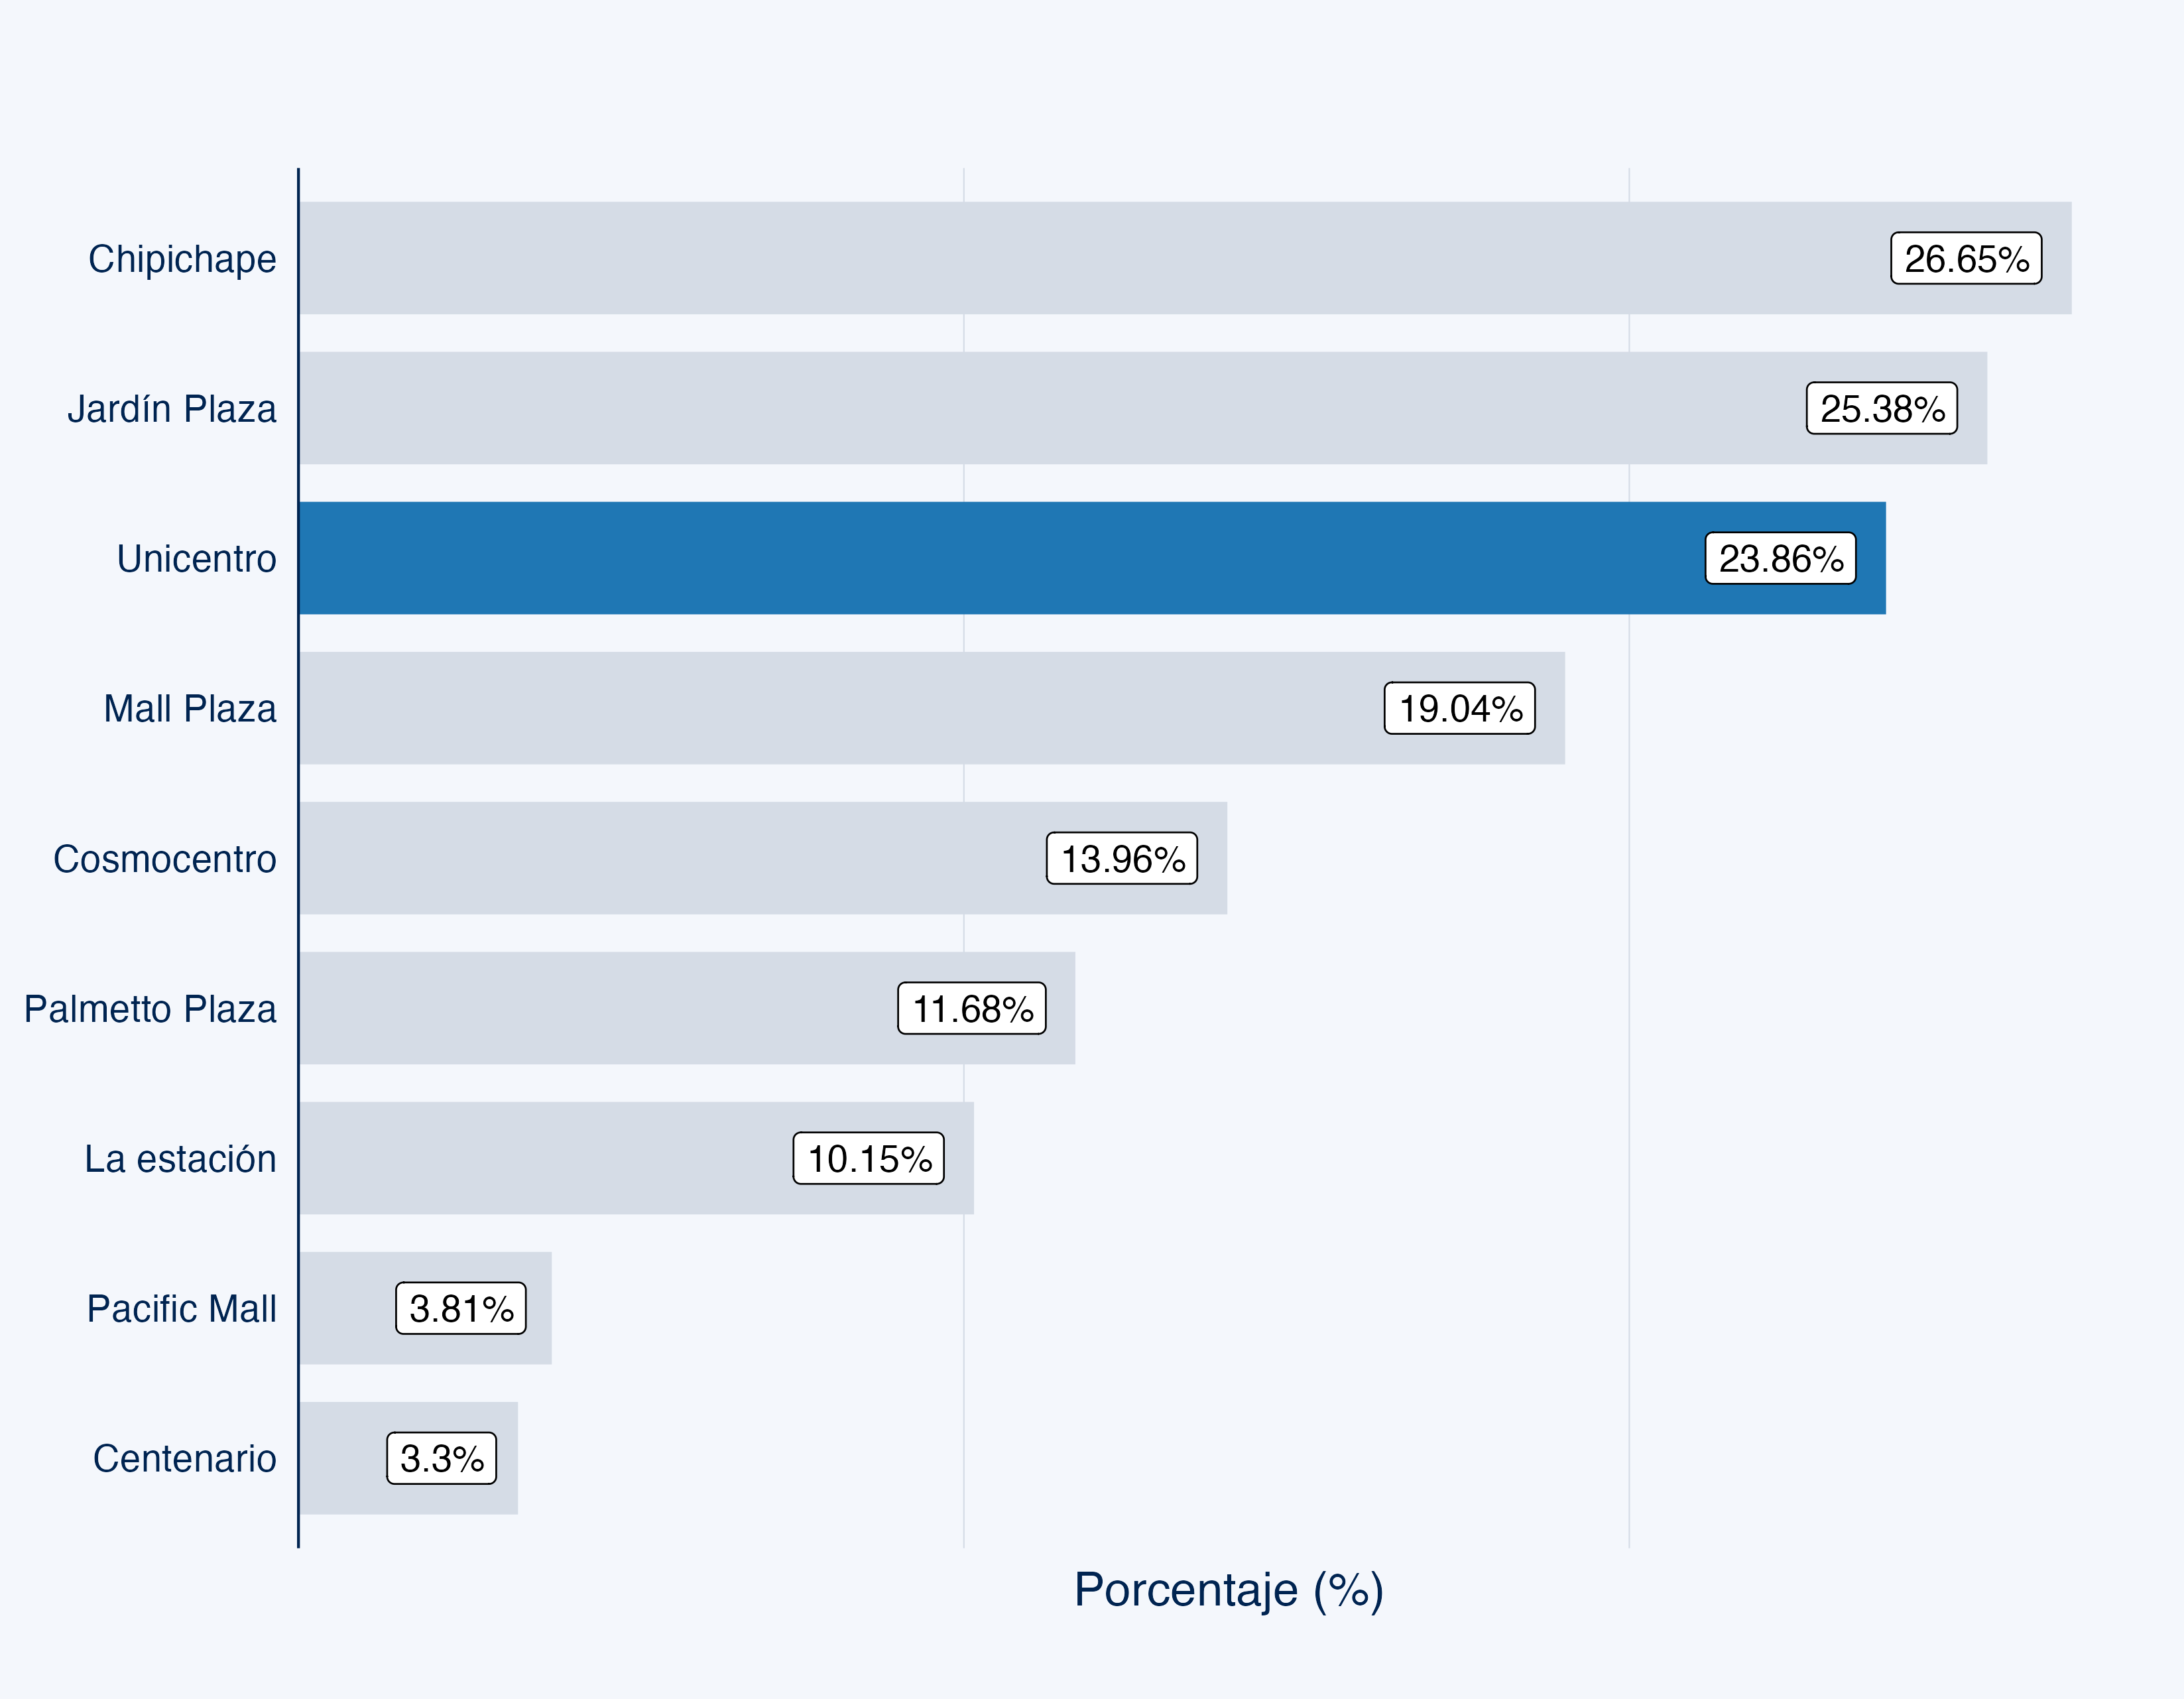 Chipichape 26.65%
Jardín Plaza 25.38%
Unicentro 23.86%
Mall Plaza 19.04%
Cosmocentro 13.96%
Palmetto Plaza 11.68%
La estación 10.15%
Pacific Mall 3.81%
Centenario 3.3%
Porcentaje (%)